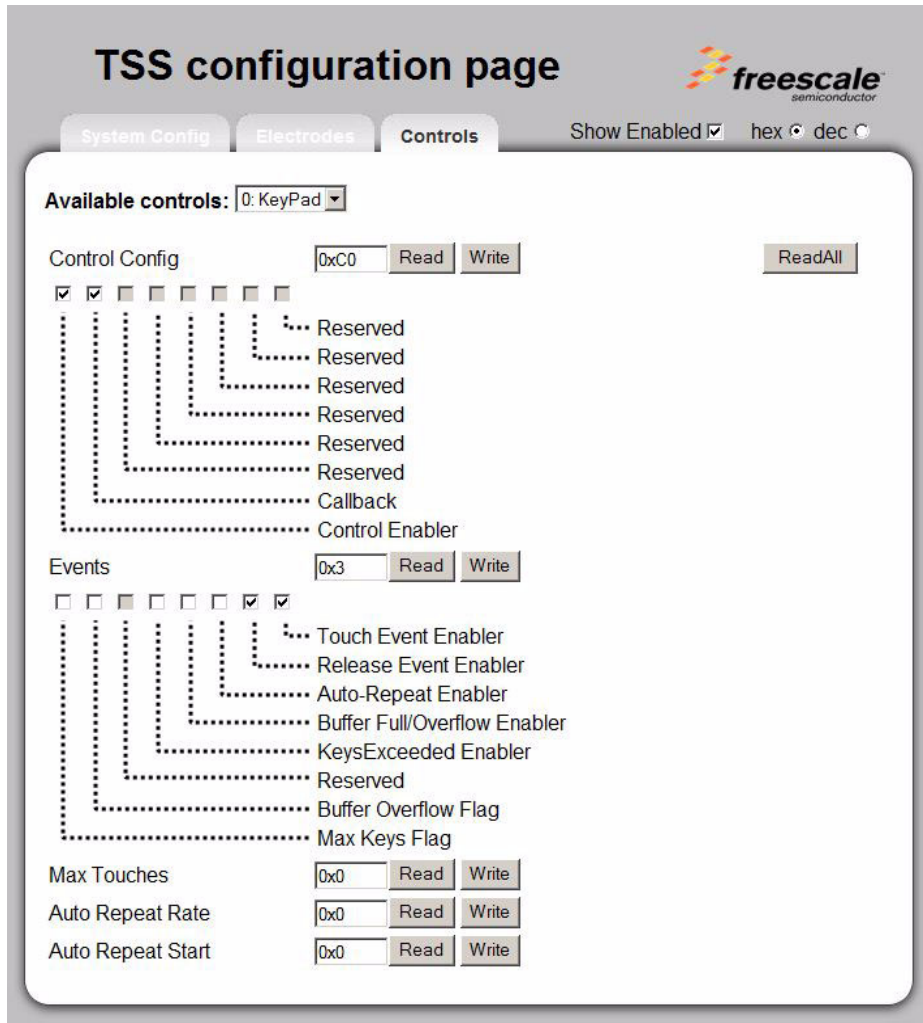 TSS configuration page
freescale
semiconductor
System Config Electrodes Controls Show Enabled hex dec
Available controls: 0: KeyPad
Control Config 0xC0 Read Write ReadAll
Reserved
Reserved
Reserved
Reserved
Reserved
Reserved
Callback
Control Enabler
Events 0x3 Read Write
Touch Event Enabler
Release Event Enabler
Auto-Repeat Enabler
Buffer Full/Overflow Enabler
KeysExceeded Enabler
Reserved
Buffer Overflow Flag
Max Keys Flag
Max Touches 0x0 Read Write
Auto Repeat Rate 0x0 Read Write
Auto Repeat Start 0x0 Read Write